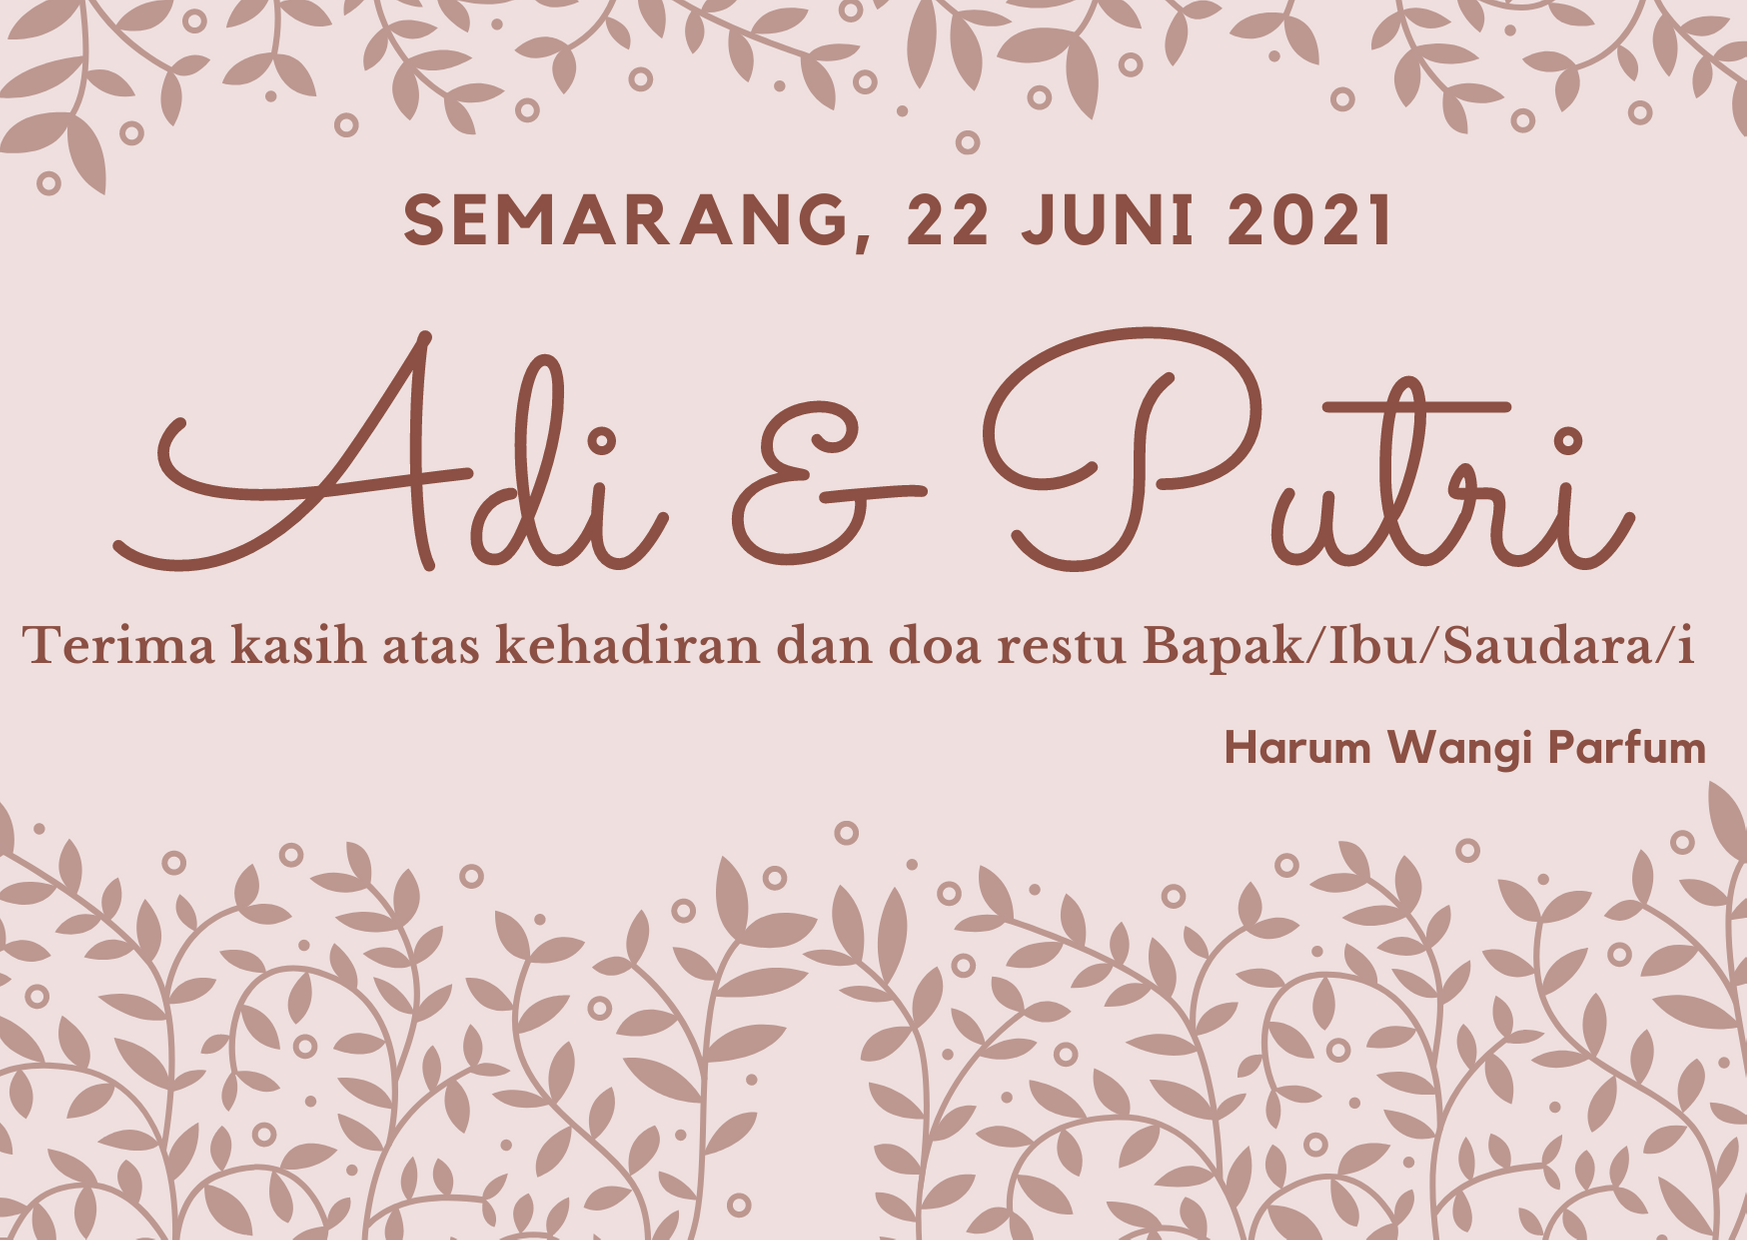 SEMARANG, 22 JUNI 2021
Adi & Putri
Terima kasih atas kehadiran dan doa restu Bapak/Ibu/Saudara/i
Harum Wangi Parfum